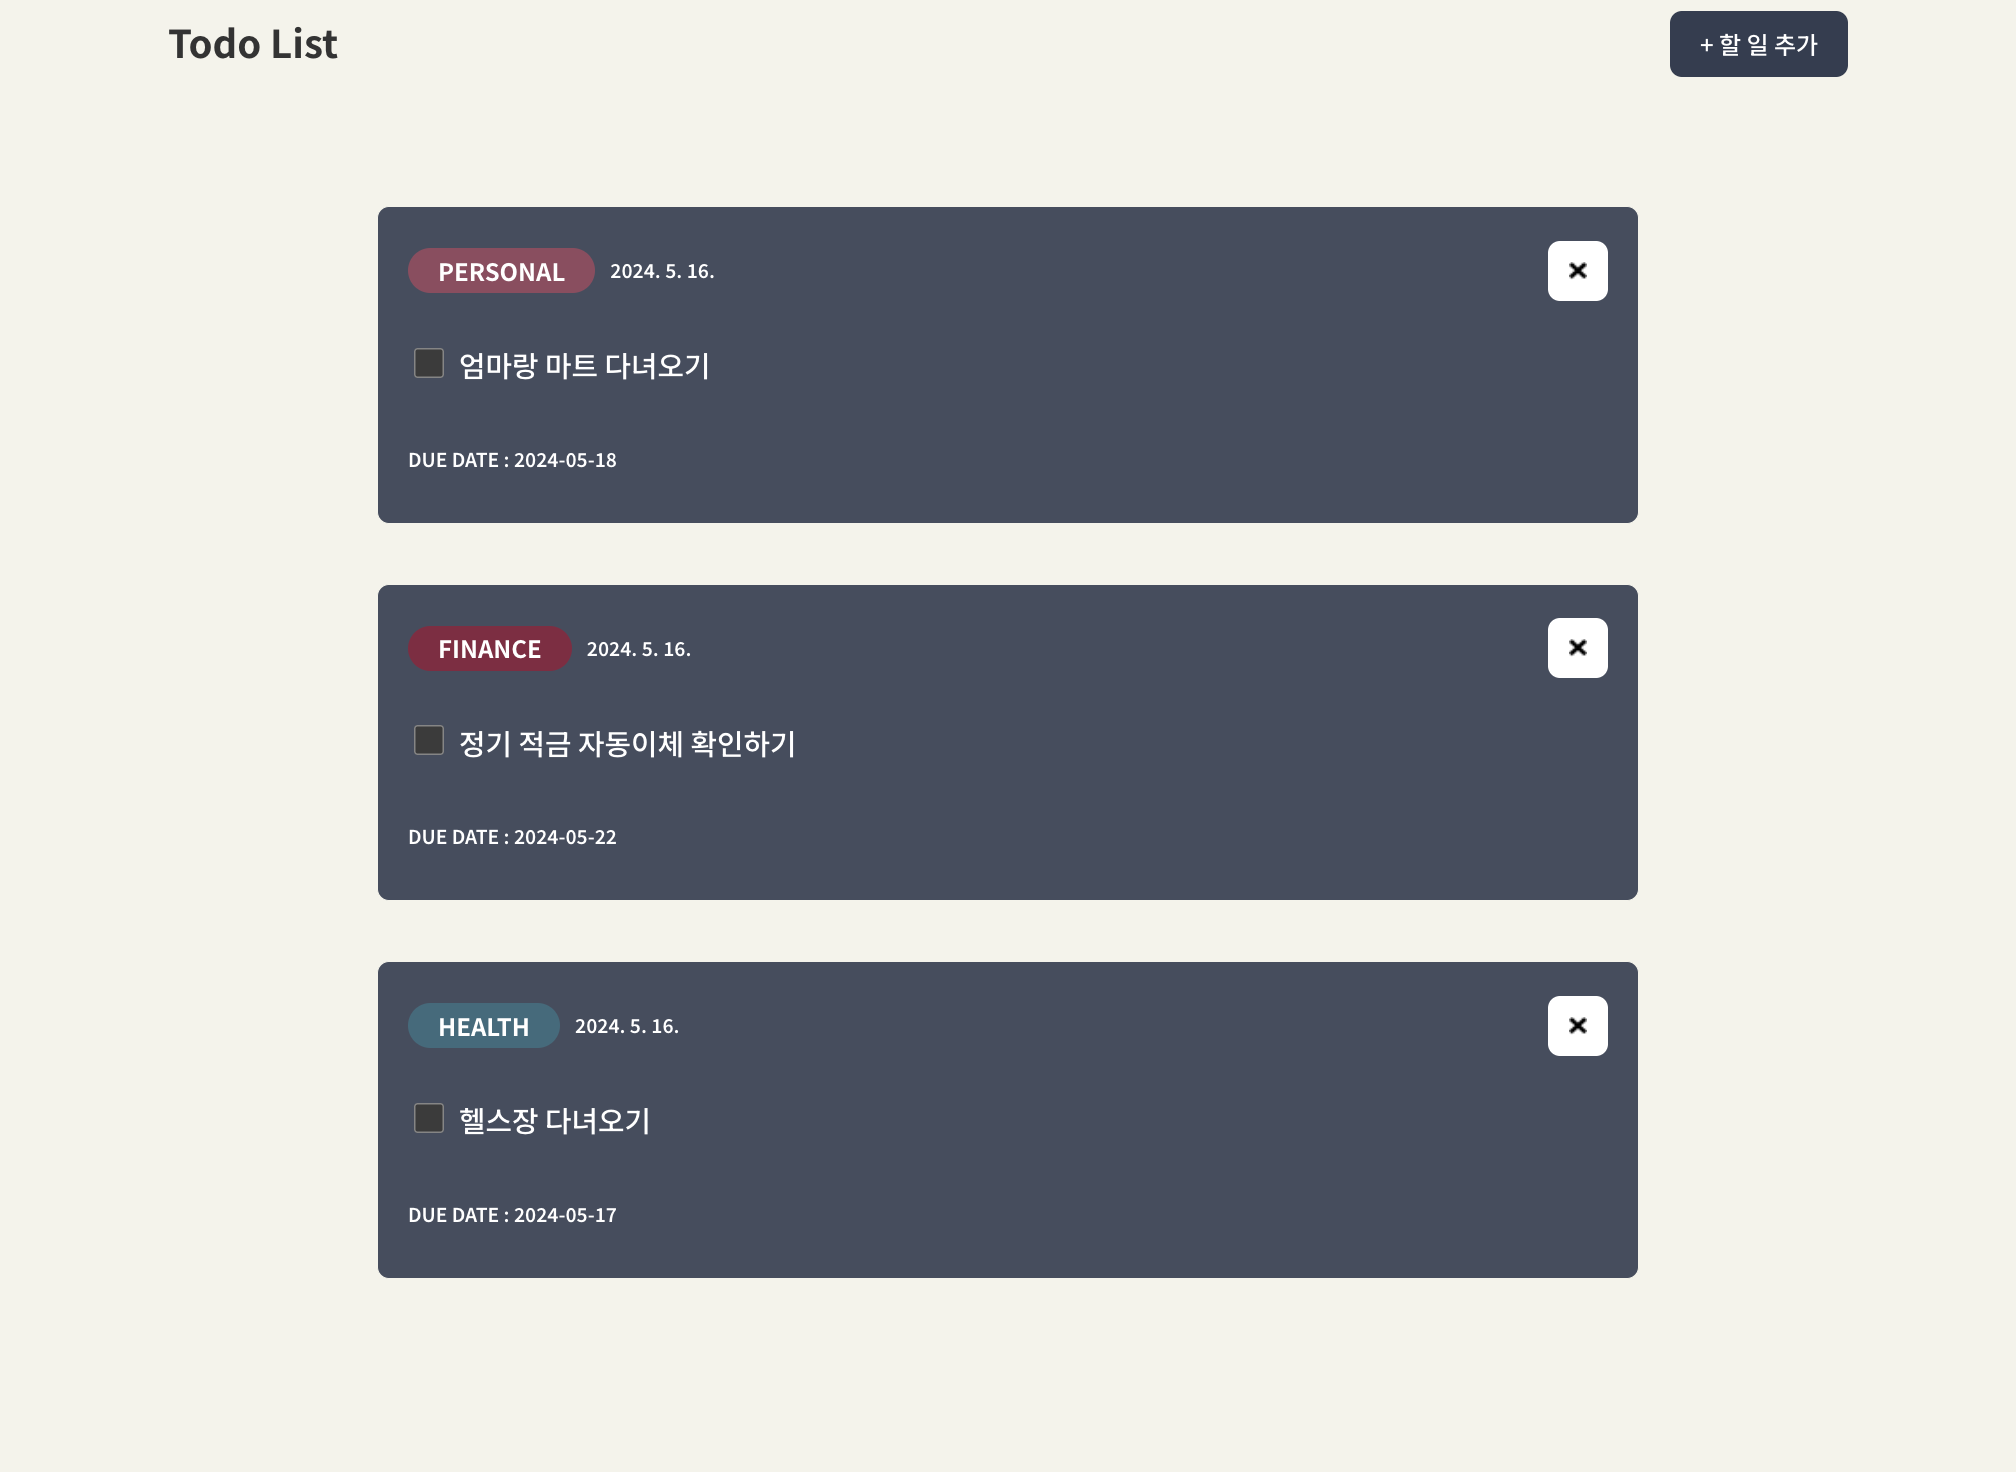 Todo List
+ 할 일 추가
PERSONAL 2024. 5. 16.
엄마랑 마트 다녀오기
DUE DATE : 2024-05-18
FINANCE 2024. 5. 16.
정기 적금 자동이체 확인하기
DUE DATE : 2024-05-22
HEALTH 2024. 5. 16.
헬스장 다녀오기
DUE DATE : 2024-05-17